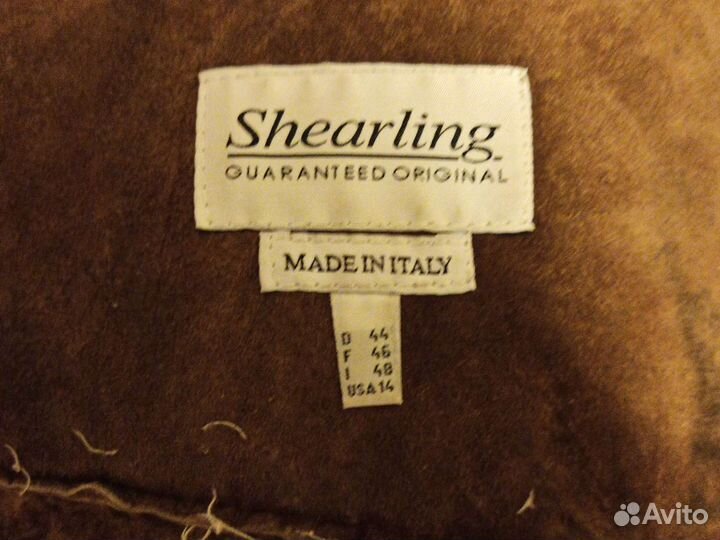 Shearling
GUARANTEED ORIGINAL
MADE IN ITALY
D 44
F 46
I 48
USA 14
Avito